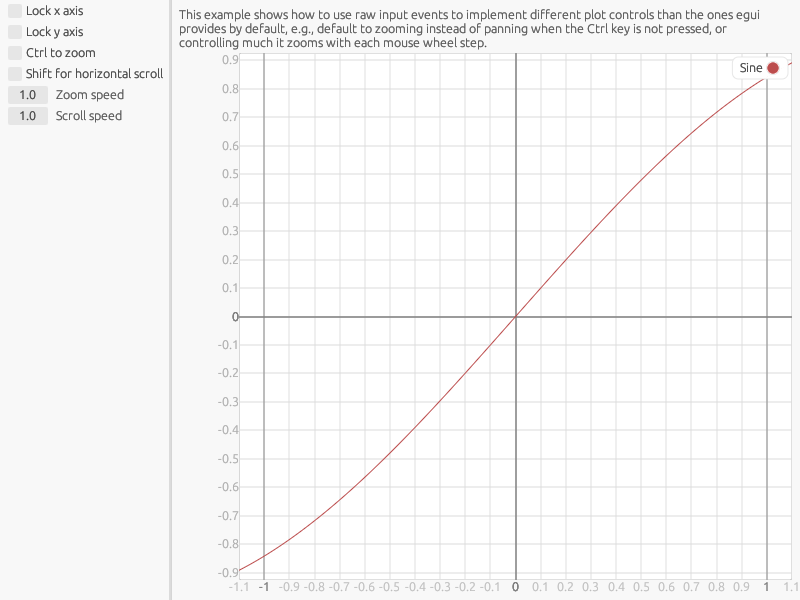 Lock x axis
Lock y axis
Ctrl to zoom
Shift for horizontal scroll
1.0 Zoom speed
1.0 Scroll speed
This example shows how to use raw input events to implement different plot controls than the ones egui
provides by default, e.g., default to zooming instead of panning when the Ctrl key is not pressed, or
controlling much it zooms with each mouse wheel step.
Sine
0.9
0.8
0.7
0.6
0.5
0.4
0.3
0.2
0.1
0
-0.1
-0.2
-0.3
-0.4
-0.5
-0.6
-0.7
-0.8
-0.9
-1.1 -1 -0.9 -0.8 -0.7 -0.6 -0.5 -0.4 -0.3 -0.2 -0.1 0 0.1 0.2 0.3 0.4 0.5 0.6 0.7 0.8 0.9 1 1.1